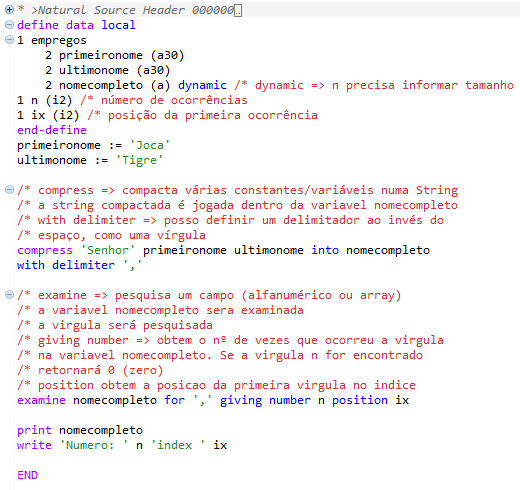 * >Natural Source Header 000000
define data local
1 empregos
2 primeironome (a30)
2 ultimonome (a30)
2 nomecompleto (a) dynamic /* dynamic => n precisa informar tamanho
1 n (i2) /* número de ocorrências
1 ix (i2) /* posição da primeira ocorrência
end-define
primeironome := 'Joca'
ultimonome := 'Tigre'
/* compress => compacta várias constantes/variáveis numa String
/* a string compactada é jogada dentro da variavel nomecompleto
/* with delimiter => posso definir um delimitador ao invés do
/* espaço, como uma vírgula
compress 'Senhor' primeironome ultimonome into nomecompleto
with delimiter ','
/* examine => pesquisa um campo (alfanumérico ou array)
/* a variavel nomecompleto sera examinada
/* a virgula será pesquisada
/* giving number => obtem o nº de vezes que ocorreu a virgula
/* na variavel nomecompleto. Se a virgula n for encontrado
/* retornará 0 (zero)
/* position obtem a posicao da primeira virgula no indice
examine nomecompleto for ',' giving number n position ix
print nomecompleto
write 'Numero: ' n 'index ' ix
END